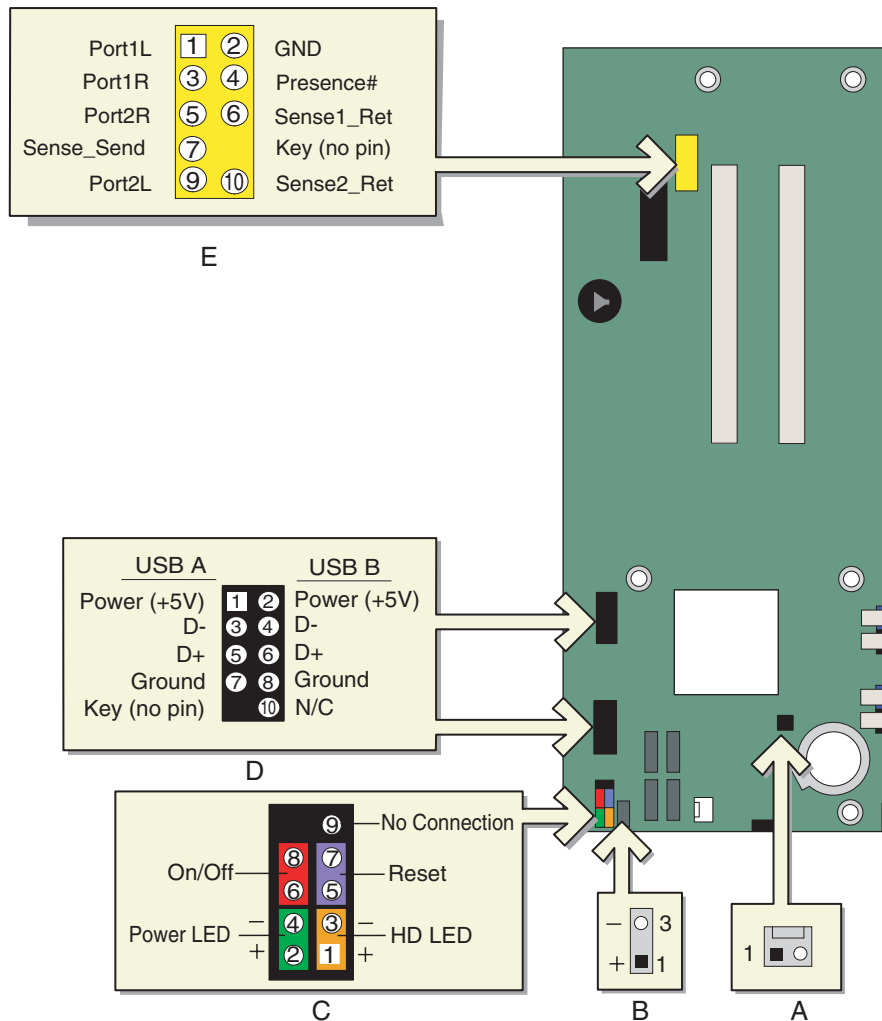 Port1L 1 2 GND
Port1R 3 4 Presence#
Port2R 5 6 Sense1_Ret
Sense_Send 7 Key (no pin)
Port2L 9 10 Sense2_Ret
E
USB A USB B
Power (+5V) 1 2 Power (+5V)
D- 3 4 D-
D+ 5 6 D+
Ground 7 8 Ground
Key (no pin) 10 N/C
D
9 No Connection
On/Off 8 7 Reset
6 5
Power LED − 4 3 − HD LED
+ 2 1 +
C
− 3
+ 1
B
1
A